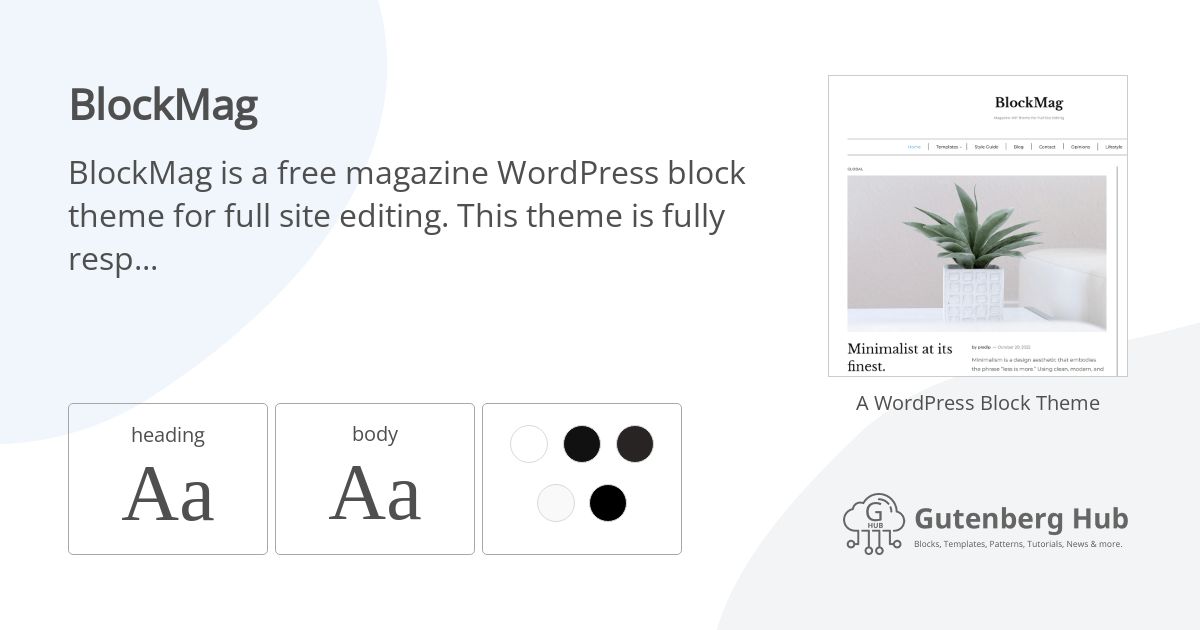 BlockMag
BlockMag is a free magazine WordPress block
theme for full site editing. This theme is fully
resp...
heading
Aa
body
Aa
BlockMag
Magazine WP theme for Full Site Editing
Home
Templates
Style Guide
Blog
Contact
Opinions
Lifestyle
GLOBAL
Minimalist at its
finest.
by pradip — October 20, 2022
Minimalism is a design aesthetic that embodies
the phrase "less is more." Using clean, modern, and
A WordPress Block Theme
G
HUB
Gutenberg Hub
Blocks, Templates, Patterns, Tutorials, News & more.